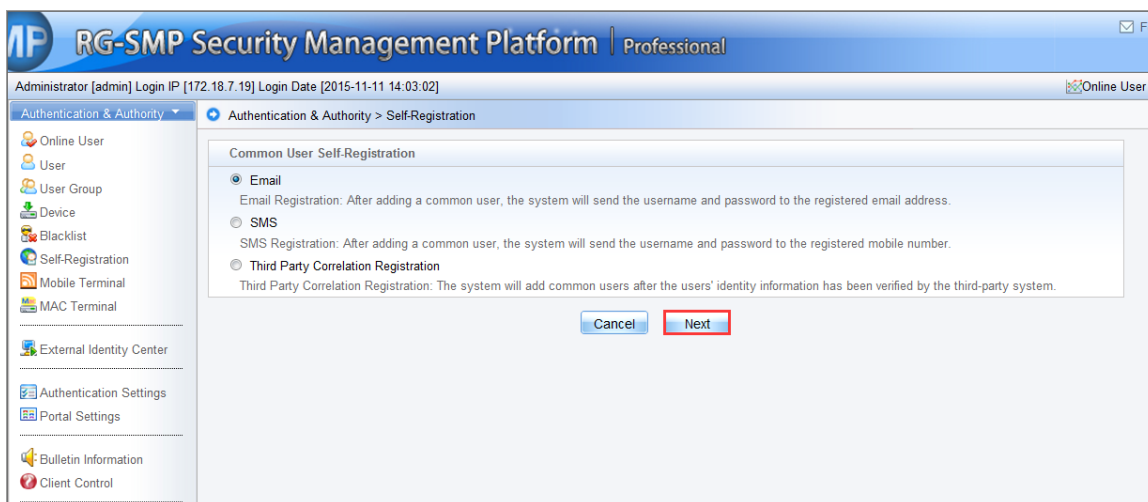 RG-SMP Security Management Platform | Professional
Administrator [admin] Login IP [172.18.7.19] Login Date [2015-11-11 14:03:02]
Online User
Authentication & Authority
Online User
User
User Group
Device
Blacklist
Self-Registration
Mobile Terminal
MAC Terminal
External Identity Center
Authentication Settings
Portal Settings
Bulletin Information
Client Control
Authentication & Authority > Self-Registration
Common User Self-Registration
Email
Email Registration: After adding a common user, the system will send the username and password to the registered email address.
SMS
SMS Registration: After adding a common user, the system will send the username and password to the registered mobile number.
Third Party Correlation Registration
Third Party Correlation Registration: The system will add common users after the users' identity information has been verified by the third-party system.
Cancel
Next